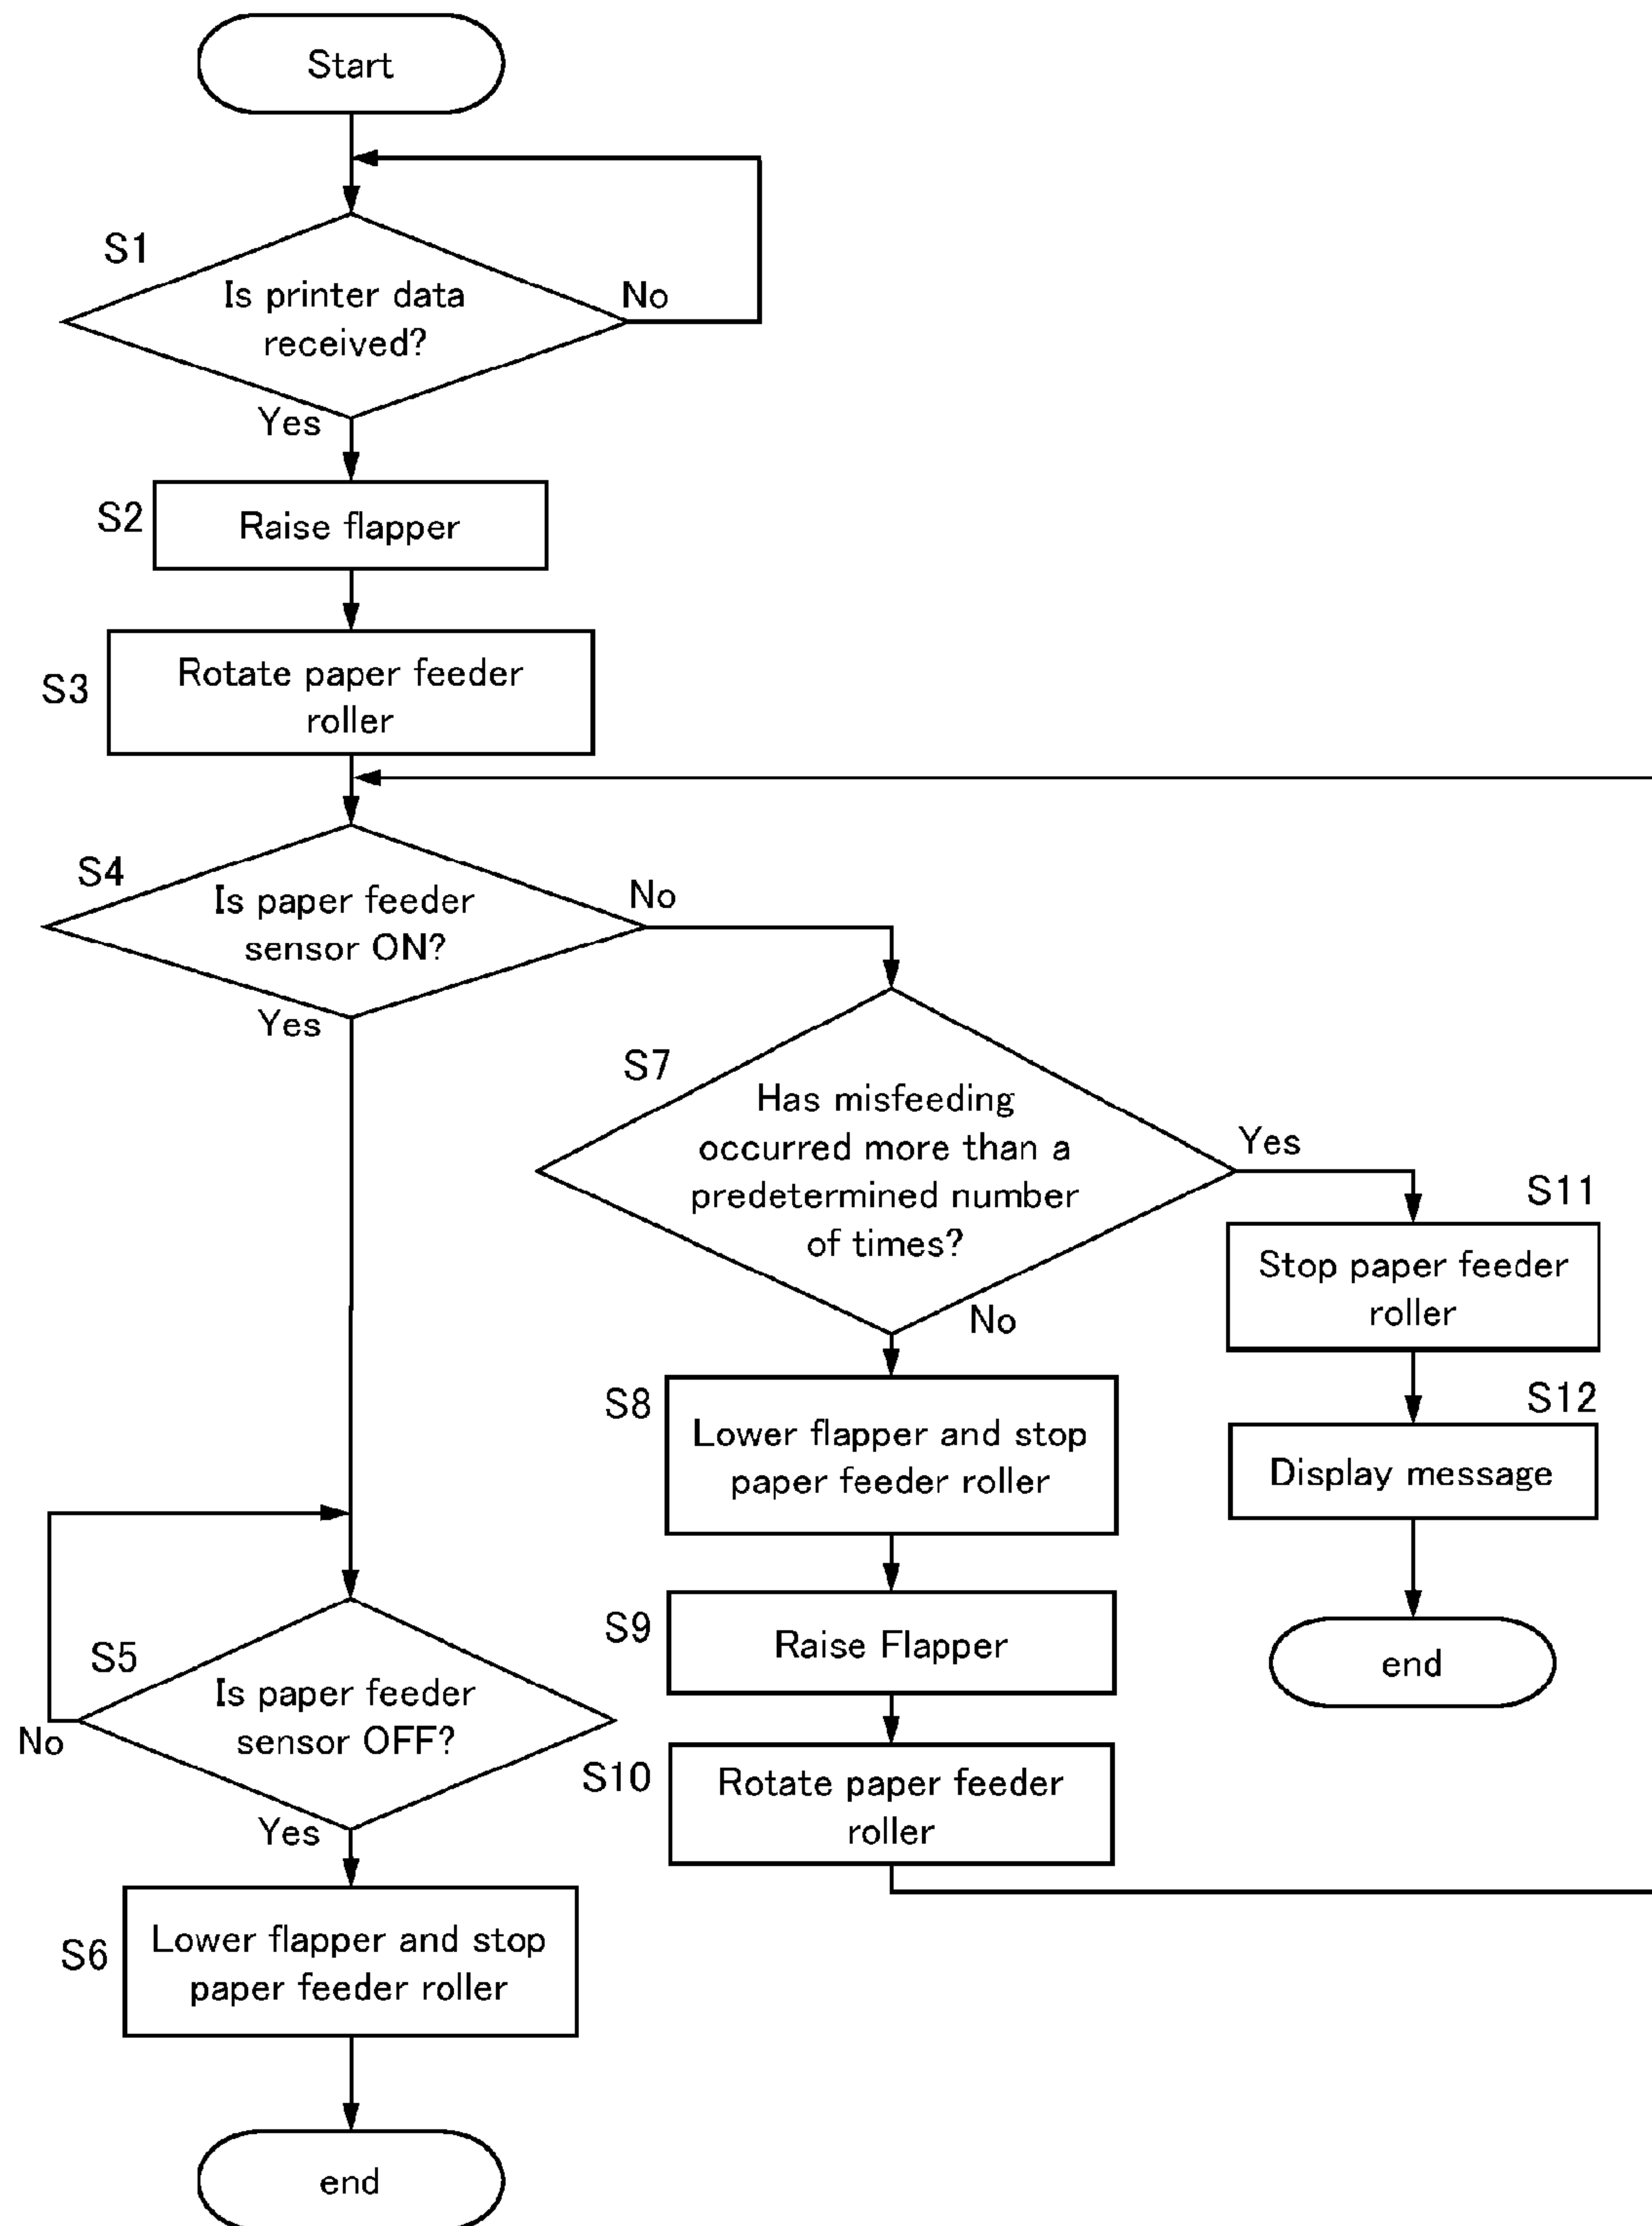 Start
S1
Is printer data
received?
No
Yes
S2
Raise flapper
S3
Rotate paper feeder
roller
S4
Is paper feeder
sensor ON?
No
Yes
S7
Has misfeeding
occurred more than a
predetermined number
of times?
Yes
No
S11
Stop paper feeder
roller
S8
Lower flapper and stop
paper feeder roller
S12
Display message
S9
Raise Flapper
end
S5
Is paper feeder
sensor OFF?
No
Yes
S10
Rotate paper feeder
roller
S6
Lower flapper and stop
paper feeder roller
end